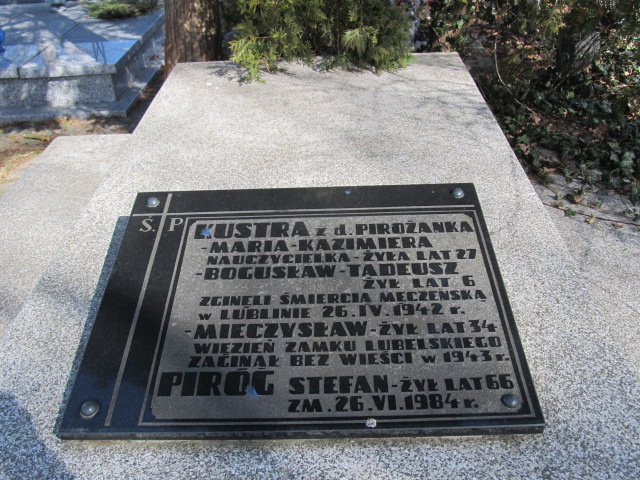 Ś. P
KUSTRA z d. PIROŻANKA
-MARIA-KAZIMIERA
NAUCZYCIELKA-ŻYŁA LAT 27
-BOGUSŁAW-TADEUSZ
ŻYŁ LAT 6
ZGINELI ŚMIERCIĄ MĘCZEŃSKĄ
w LUBLINIE 26.IV.1942 r.
-MIECZYSŁAW-ŻYŁ LAT 34
WIĘZIEŃ ZAMKU LUBELSKIEGO
ZAGINĄŁ BEZ WIEŚCI w 1943 r.
PIRÓG STEFAN-ŻYŁ LAT 66
ZM. 26.VI.1984 r.